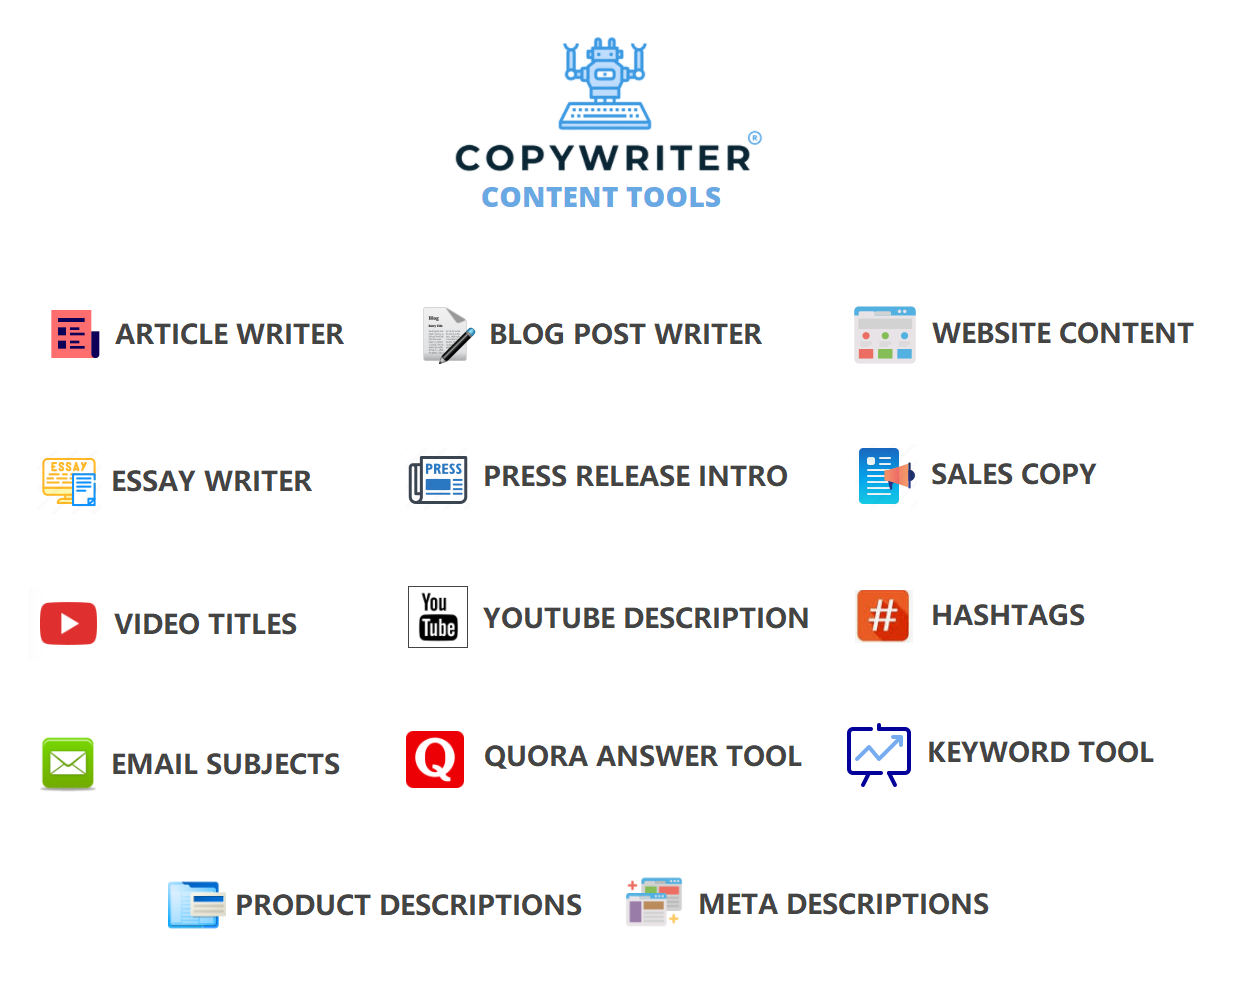 COPYWRITER®
CONTENT TOOLS
ARTICLE WRITER
Blog
BLOG POST WRITER
WEBSITE CONTENT
ESSAY
ESSAY WRITER
PRESS
PRESS RELEASE INTRO
SALES COPY
VIDEO TITLES
You
Tube
YOUTUBE DESCRIPTION
#
HASHTAGS
EMAIL SUBJECTS
Q
QUORA ANSWER TOOL
KEYWORD TOOL
PRODUCT DESCRIPTIONS
META DESCRIPTIONS